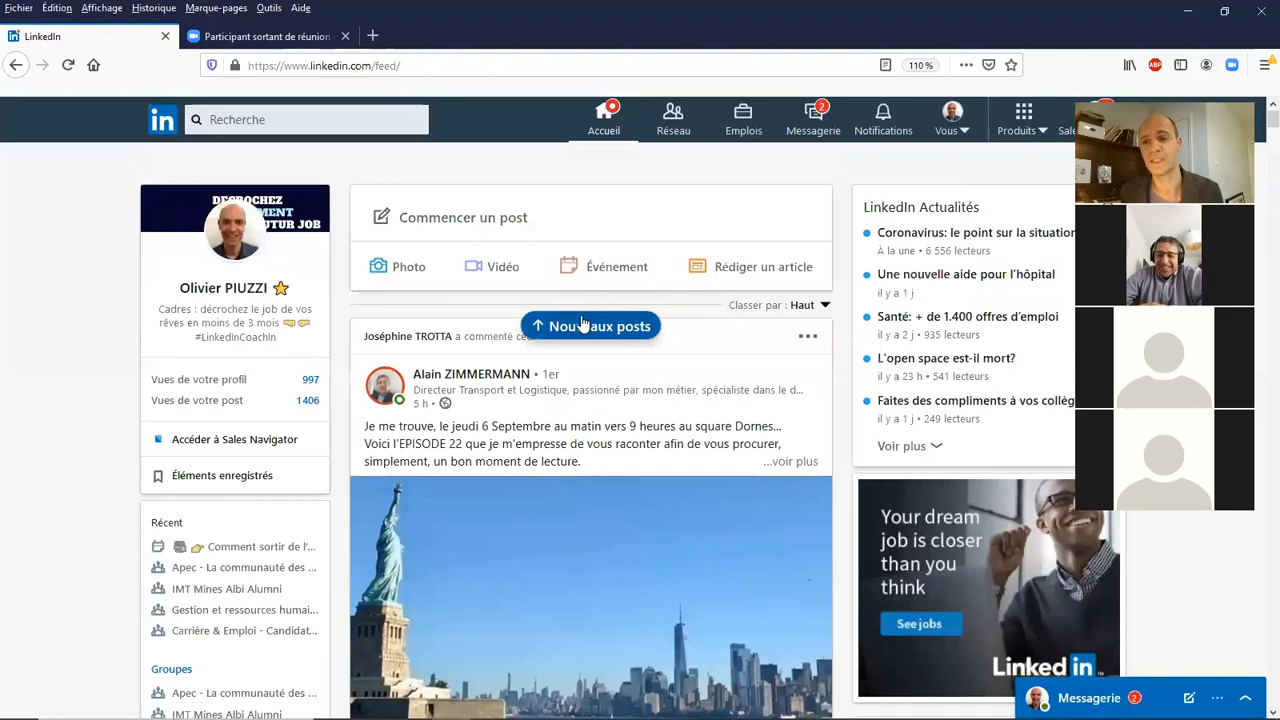 Fichier Édition Affichage Historique Marque-pages Outils Aide
LinkedIn
Participant sortant de réunion
https://www.linkedin.com/feed/
110 %
ABP
in
Recherche
Accueil
Réseau
Emplois
2
Messagerie
Notifications
Vous
Produits
DÉCROCHEZ
UR JOB
Olivier PIUZZI
Cadres : décrochez le job de vos
rêves en moins de 3 mois
#LinkedInCoachIn
Vues de votre profil 997
Vues de votre post 1406
Accéder à Sales Navigator
Éléments enregistrés
Récent
Comment sortir de l'...
Apec - La communauté des ...
IMT Mines Albi Alumni
Gestion et ressources humai...
Carrière & Emploi - Candidat...
Groupes
Apec - La communauté des ...
IMT Mines Albi Alumni
Commencer un post
Photo
Vidéo
Événement
Rédiger un article
Classer par : Haut
Nouveaux posts
Joséphine TROTTA a commenté
Alain ZIMMERMANN • 1er
Directeur Transport et Logistique, passionné par mon métier, spécialiste dans le d...
5 h •
Je me trouve, le jeudi 6 Septembre au matin vers 9 heures au square Dornes...
Voici l'EPISODE 22 que je m'empresse de vous raconter afin de vous procurer,
simplement, un bon moment de lecture.
...voir plus
LinkedIn Actualités
Coronavirus: le point sur la situation
À la une • 6 556 lecteurs
Une nouvelle aide pour l'hôpital
il y a 1 j
Santé: + de 1.400 offres d'emploi
il y a 2 j • 935 lecteurs
L'open space est-il mort?
il y a 23 h • 541 lecteurs
Faites des compliments à vos collèg
il y a 1 j • 249 lecteurs
Voir plus
Your dream
job is closer
than you
think
See jobs
Linked in
Messagerie 2